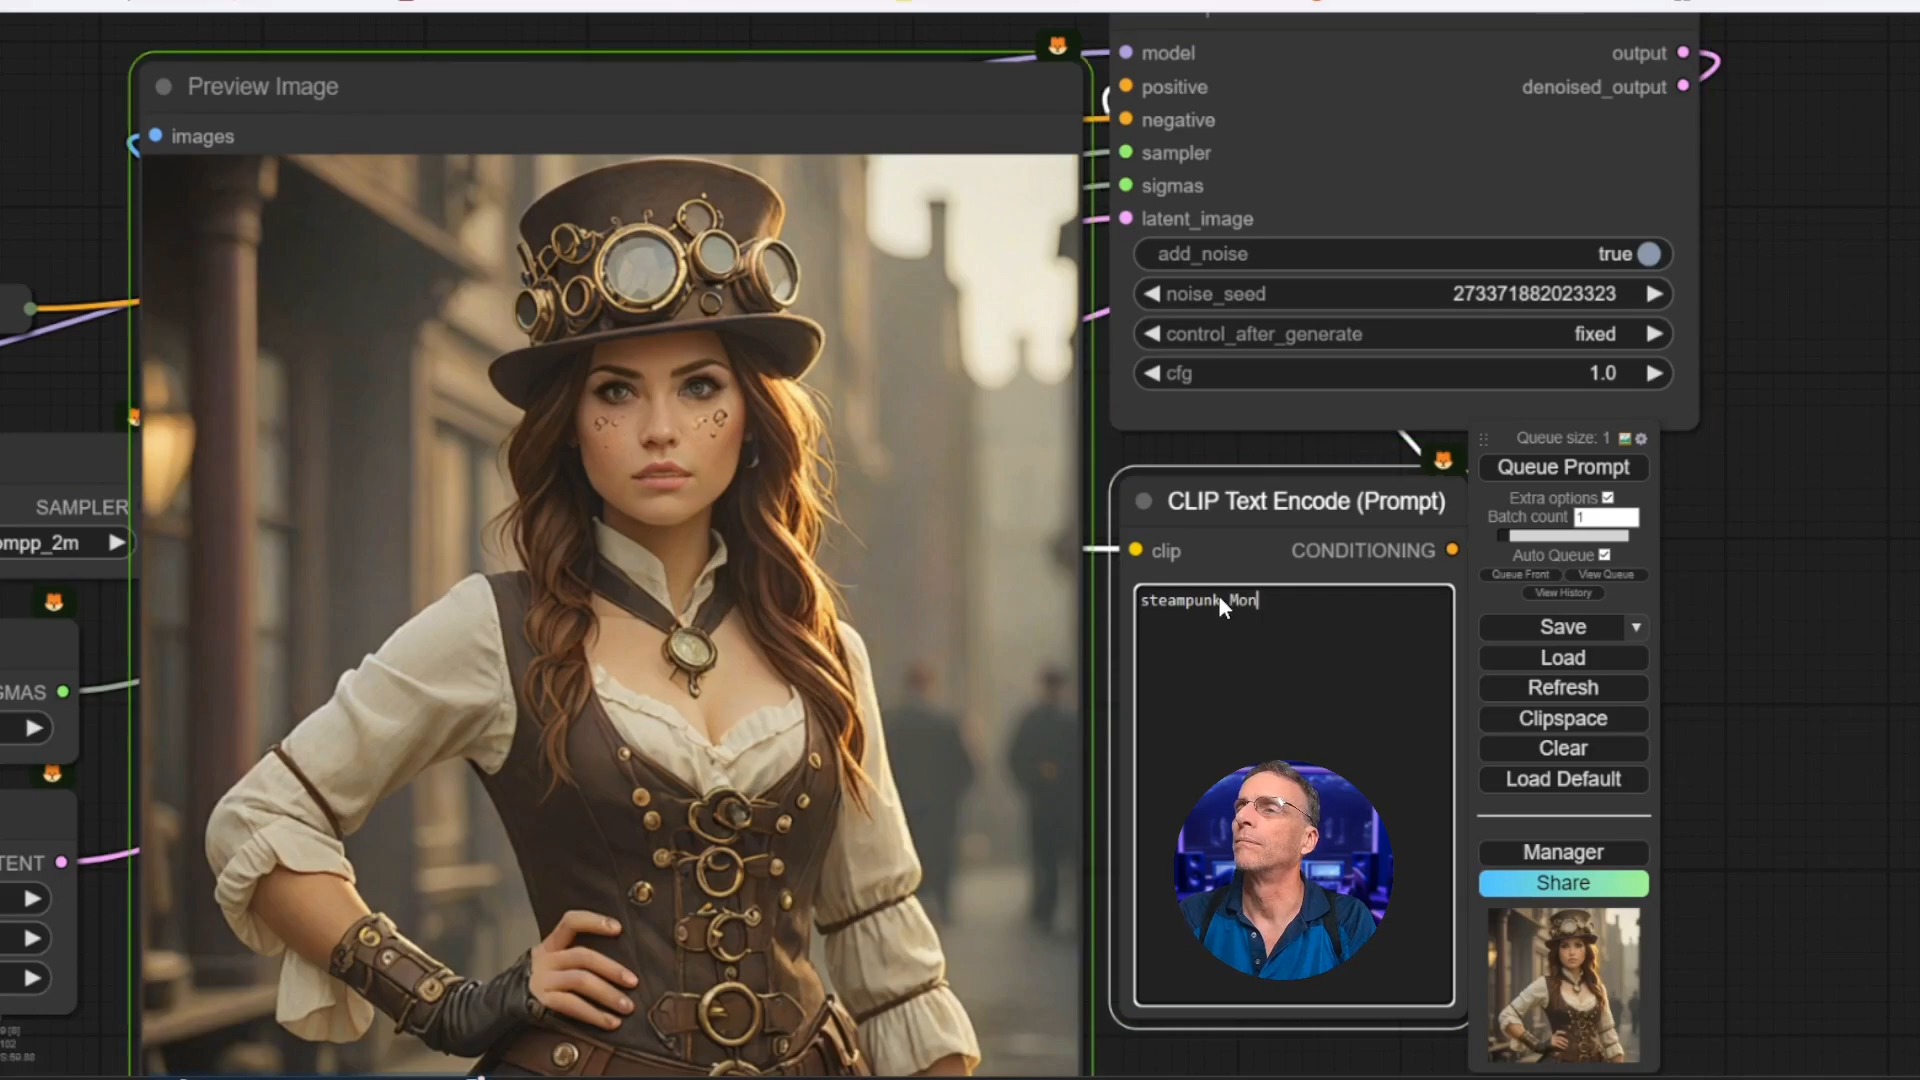 Preview Image
images
model
positive
negative
sampler
sigmas
latent_image
output
denoised_output
add_noise true
noise_seed 273371882023323
control_after_generate fixed
cfg 1.0
SAMPLER
mpp_2m
GMAS
TENT
CLIP Text Encode (Prompt)
clip CONDITIONING
steampunk Mon
Queue size: 1
Queue Prompt
Extra options
Batch count 1
Auto Queue
Queue Front View Queue
View History
Save
Load
Refresh
Clipspace
Clear
Load Default
Manager
Share